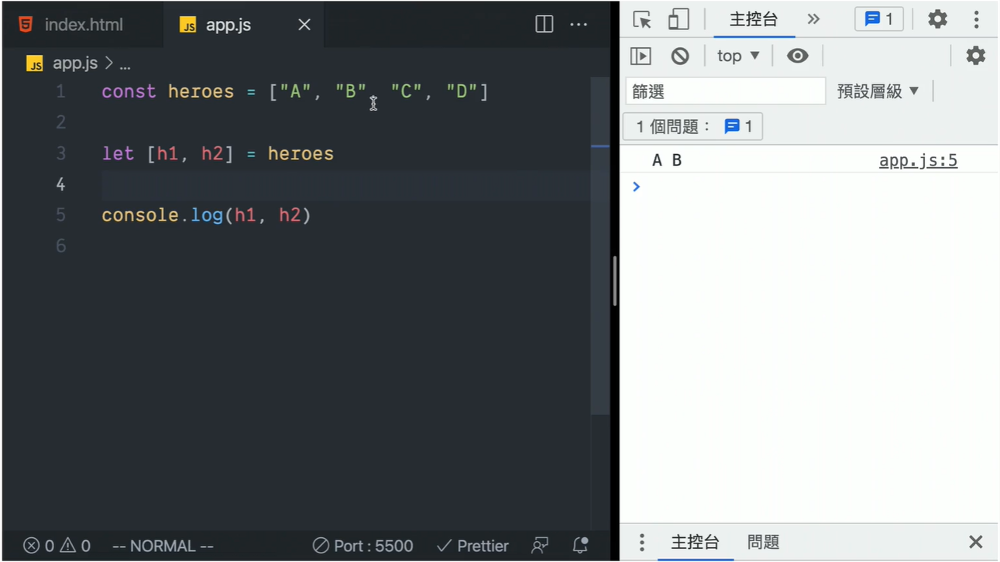 index.html
JS app.js
JS app.js > ...
1 const heroes = ["A", "B", "C", "D"]
2
3 let [h1, h2] = heroes
4
5 console.log(h1, h2)
6
0 0 -- NORMAL -- Port : 5500 Prettier
主控台 1
top
篩選 預設層級
1 個問題： 1
A B app.js:5
主控台 問題